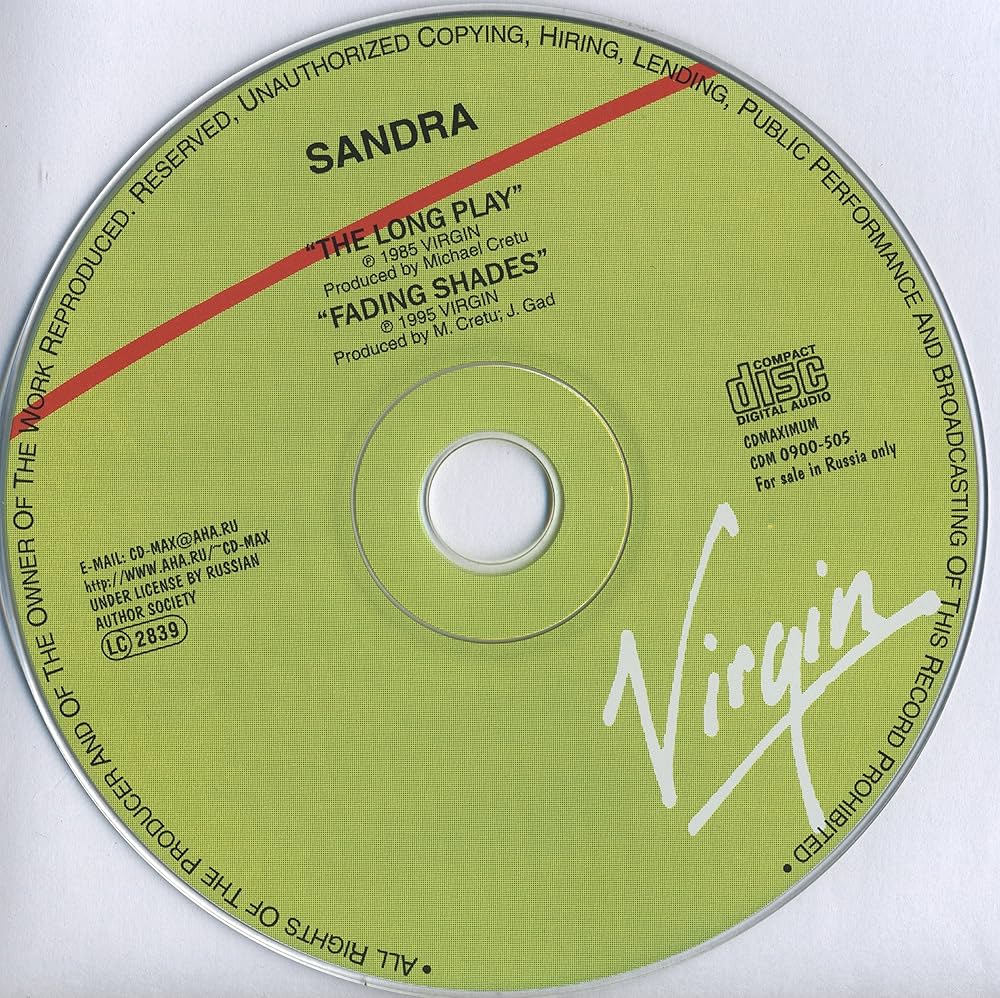 • ALL RIGHTS OF THE PRODUCER AND OF THE OWNER OF THE WORK REPRODUCED. RESERVED, UNAUTHORIZED COPYING, HIRING, LENDING, PUBLIC PERFORMANCE AND BROADCASTING OF THIS RECORD PROHIBITED •
SANDRA
"THE LONG PLAY"
℗ 1985 VIRGIN
Produced by Michael Cretu
"FADING SHADES"
℗ 1995 VIRGIN
Produced by M. Cretu; J. Gad
COMPACT
disc
DIGITAL AUDIO
CDMAXIMUM
CDM 0900-505
For sale in Russia only
E-MAIL: CD-MAX@AHA.RU
http://WWW.AHA.RU/~CD-MAX
UNDER LICENSE BY RUSSIAN
AUTHOR SOCIETY
LC 2839
Virgin